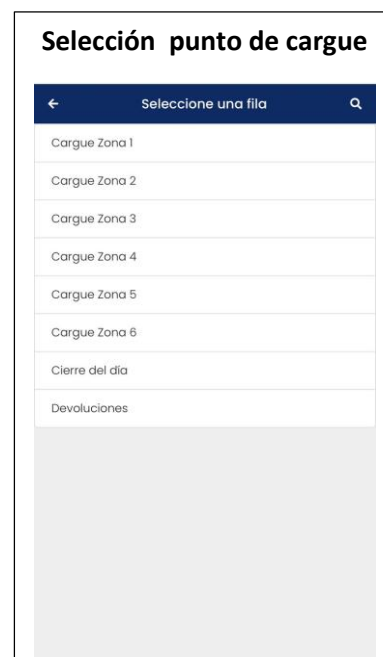 Selección punto de cargue
Seleccione una fila
Cargue Zona 1
Cargue Zona 2
Cargue Zona 3
Cargue Zona 4
Cargue Zona 5
Cargue Zona 6
Cierre del día
Devoluciones